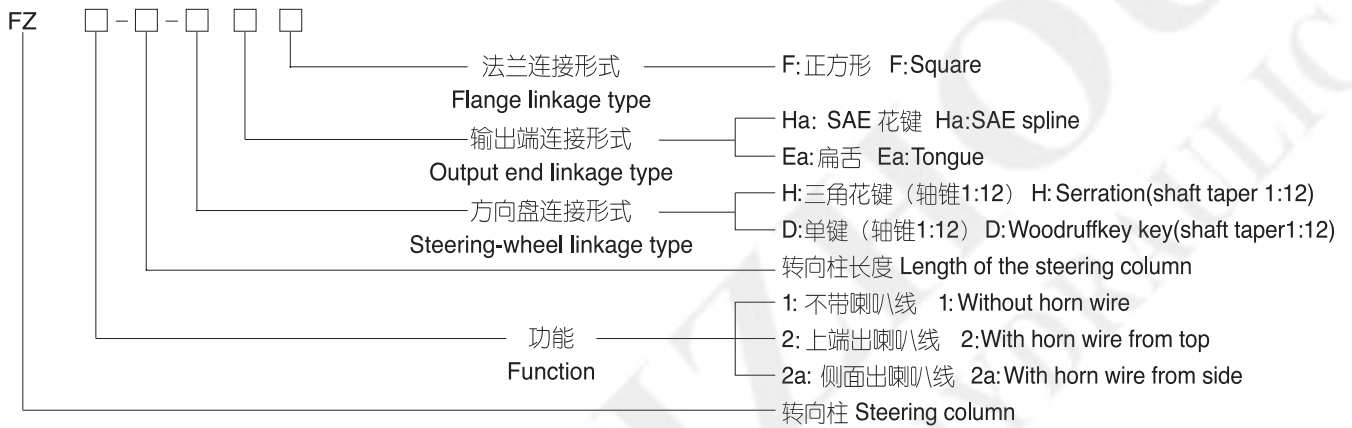 FZ □-□-□ □ □
法兰连接形式 F:正方形 F:Square
Flange linkage type
Ha: SAE 花键 Ha:SAE spline
输出端连接形式
Ea:扁舌 Ea:Tongue
Output end linkage type
H:三角花键（轴锥1:12） H:Serration(shaft taper 1:12)
方向盘连接形式
D:单键（轴锥1:12） D:Woodruffkey key(shaft taper1:12)
Steering-wheel linkage type
转向柱长度 Length of the steering column
1: 不带喇叭线 1:Without horn wire
功能 2:上端出喇叭线 2:With horn wire from top
Function
2a: 侧面出喇叭线 2a:With horn wire from side
转向柱 Steering column